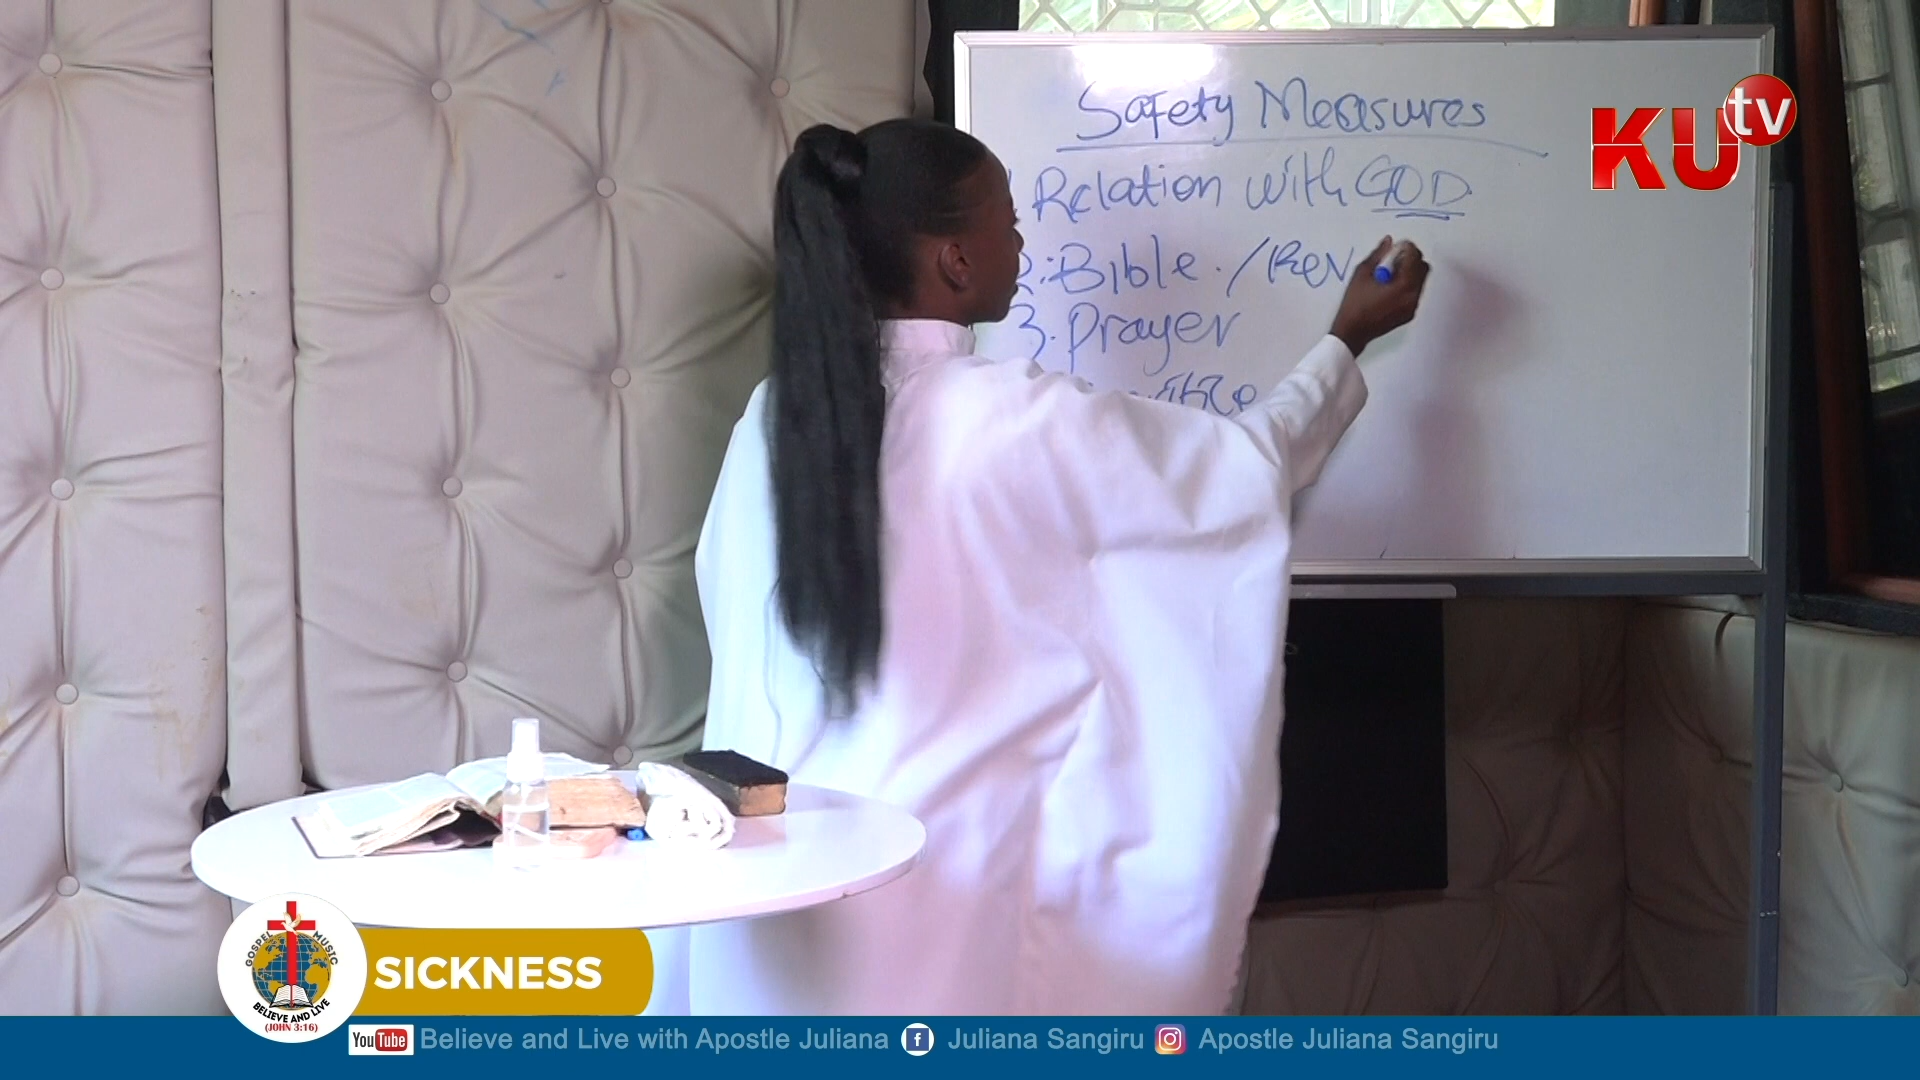 Safety Measures
Relation with GOD
2. Bible. / Rev
3. Prayer
KU tv
GOSPEL MUSIC
BELIEVE AND LIVE
(JOHN 3:16)
SICKNESS
YouTube Believe and Live with Apostle Juliana f Juliana Sangiru Apostle Juliana Sangiru